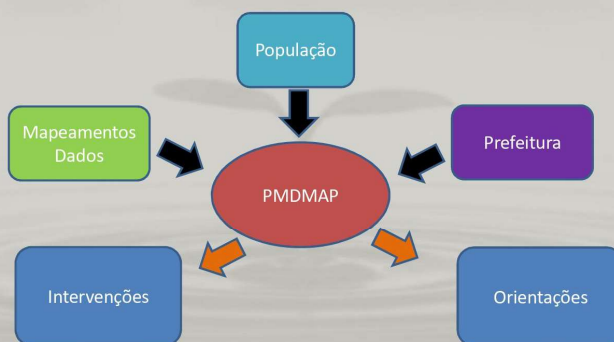 População
Mapeamentos
Dados
Prefeitura
PMDMAP
Intervenções
Orientações